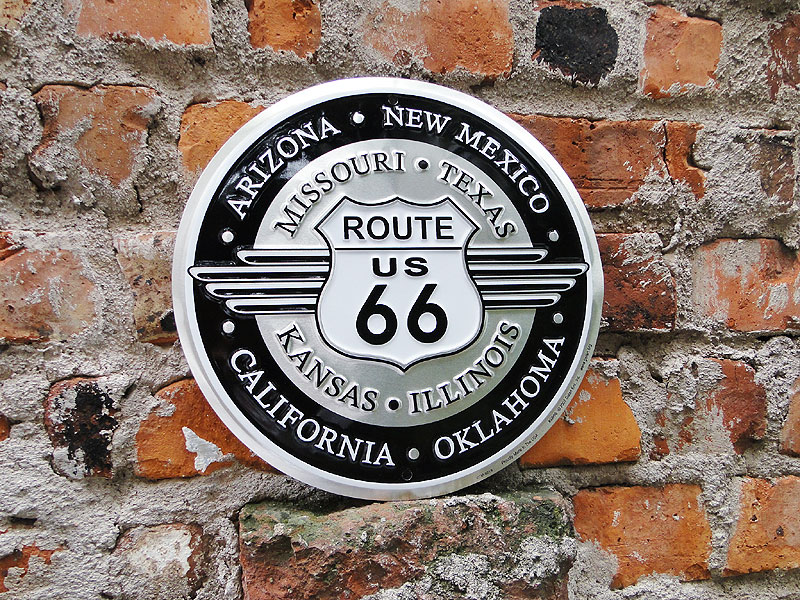 ARIZONA • NEW MEXICO
MISSOURI • TEXAS
ROUTE
US
66
KANSAS • ILLINOIS
CALIFORNIA • OKLAHOMA